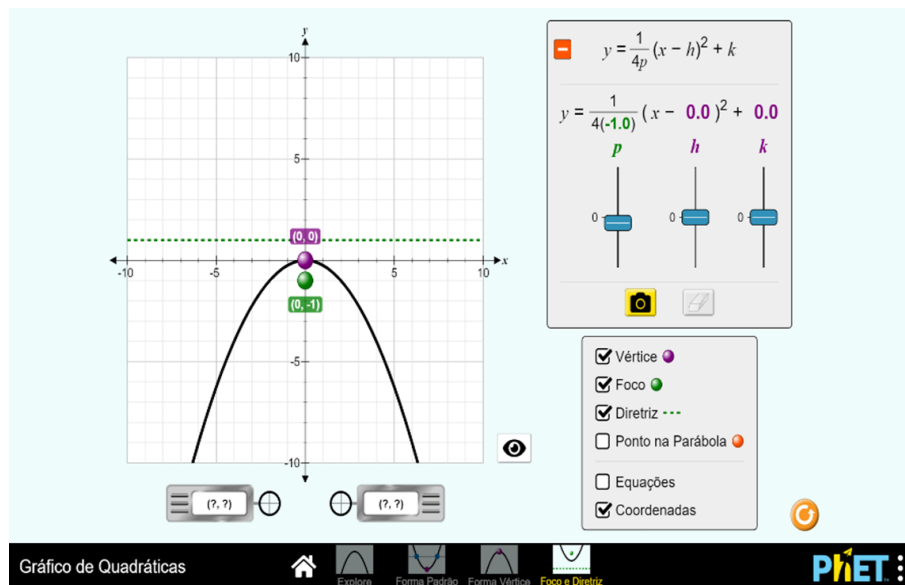 y
10
5
(0, 0)
-10
-5
5
10
x
(0, -1)
-5
-10
(?, ?)
(?, ?)
y = 1/4p (x − h)² + k
y = 1/4(-1.0) ( x − 0.0 )² + 0.0
p h k
0 0 0
Vértice
Foco
Diretriz
Ponto na Parábola
Equações
Coordenadas
Gráfico de Quadráticas
Explore
Forma Padrão
Forma Vértice
Foco e Diretriz
PhET